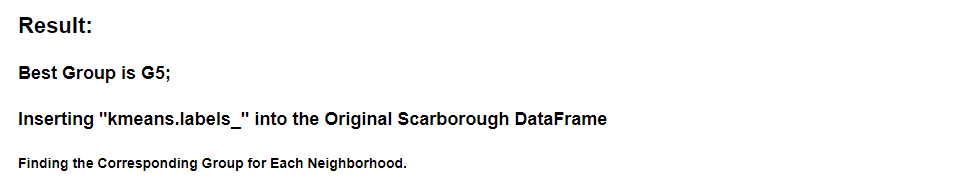 Result:
Best Group is G5;
Inserting "kmeans.labels_" into the Original Scarborough DataFrame
Finding the Corresponding Group for Each Neighborhood.